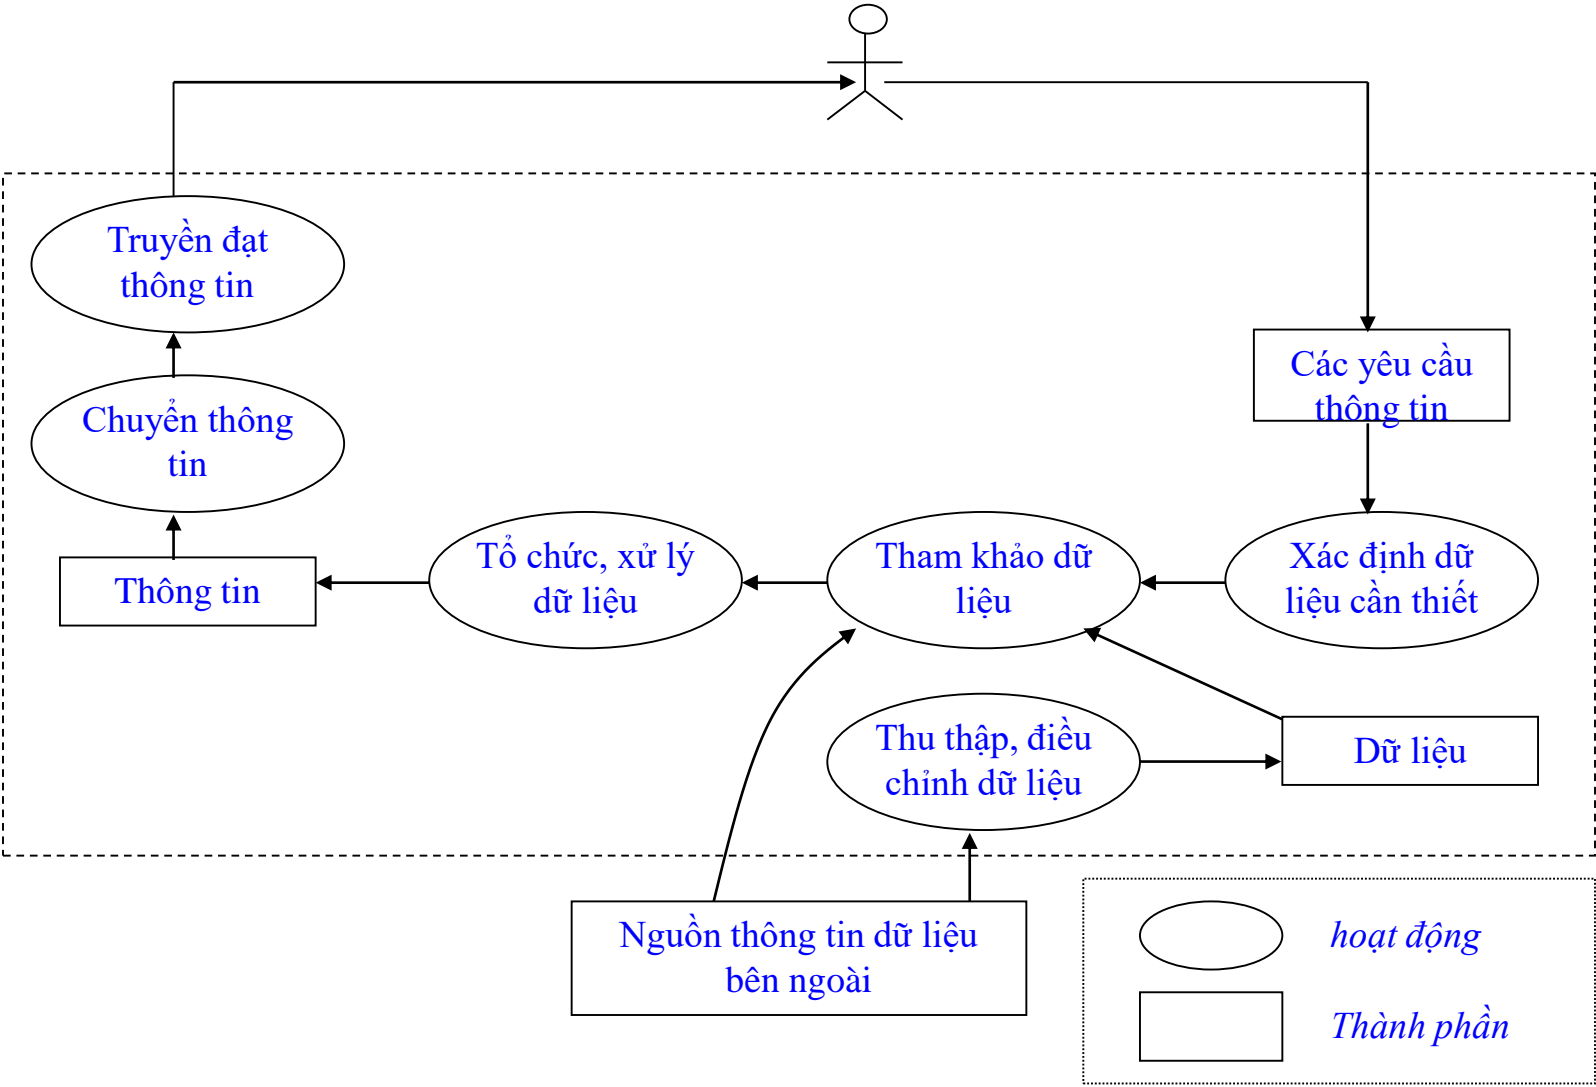 Truyền đạt
thông tin
Các yêu cầu
thông tin
Chuyển thông
tin
Tổ chức, xử lý
dữ liệu
Tham khảo dữ
liệu
Xác định dữ
liệu cần thiết
Thông tin
Thu thập, điều
chỉnh dữ liệu
Dữ liệu
Nguồn thông tin dữ liệu
bên ngoài
hoạt động
Thành phần